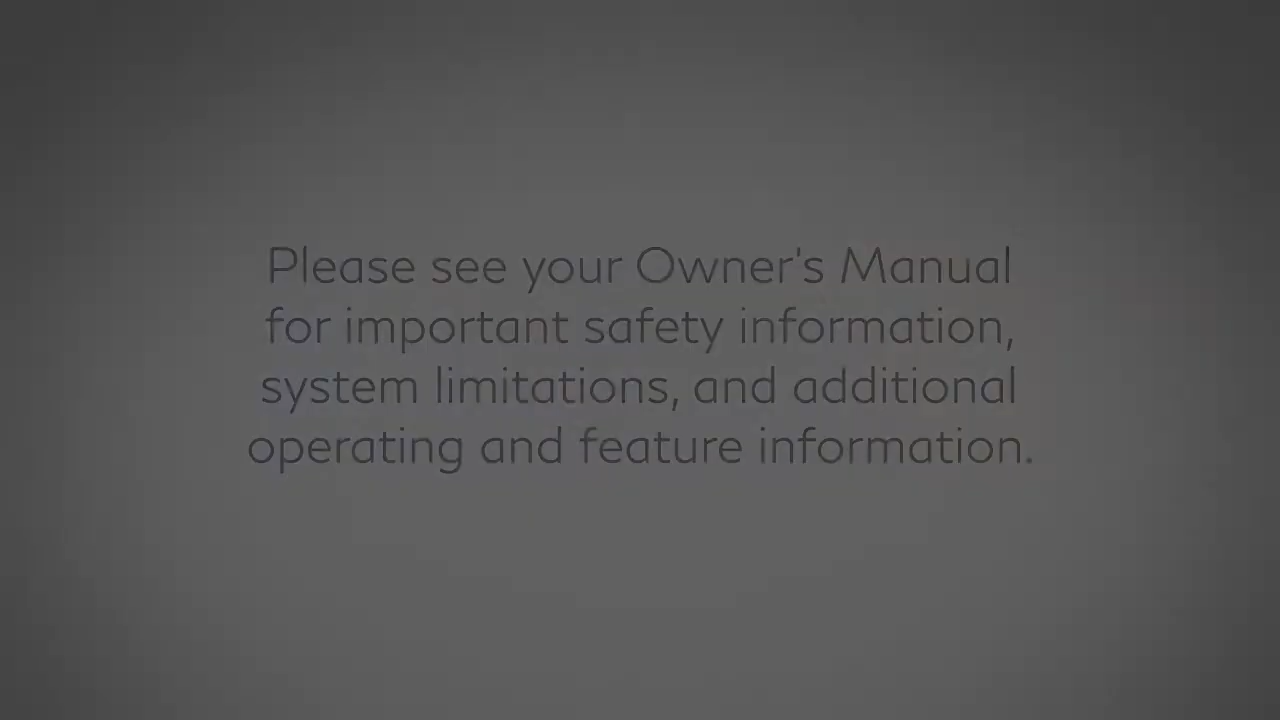 Please see your Owner's Manual
for important safety information,
system limitations, and additional
operating and feature information.